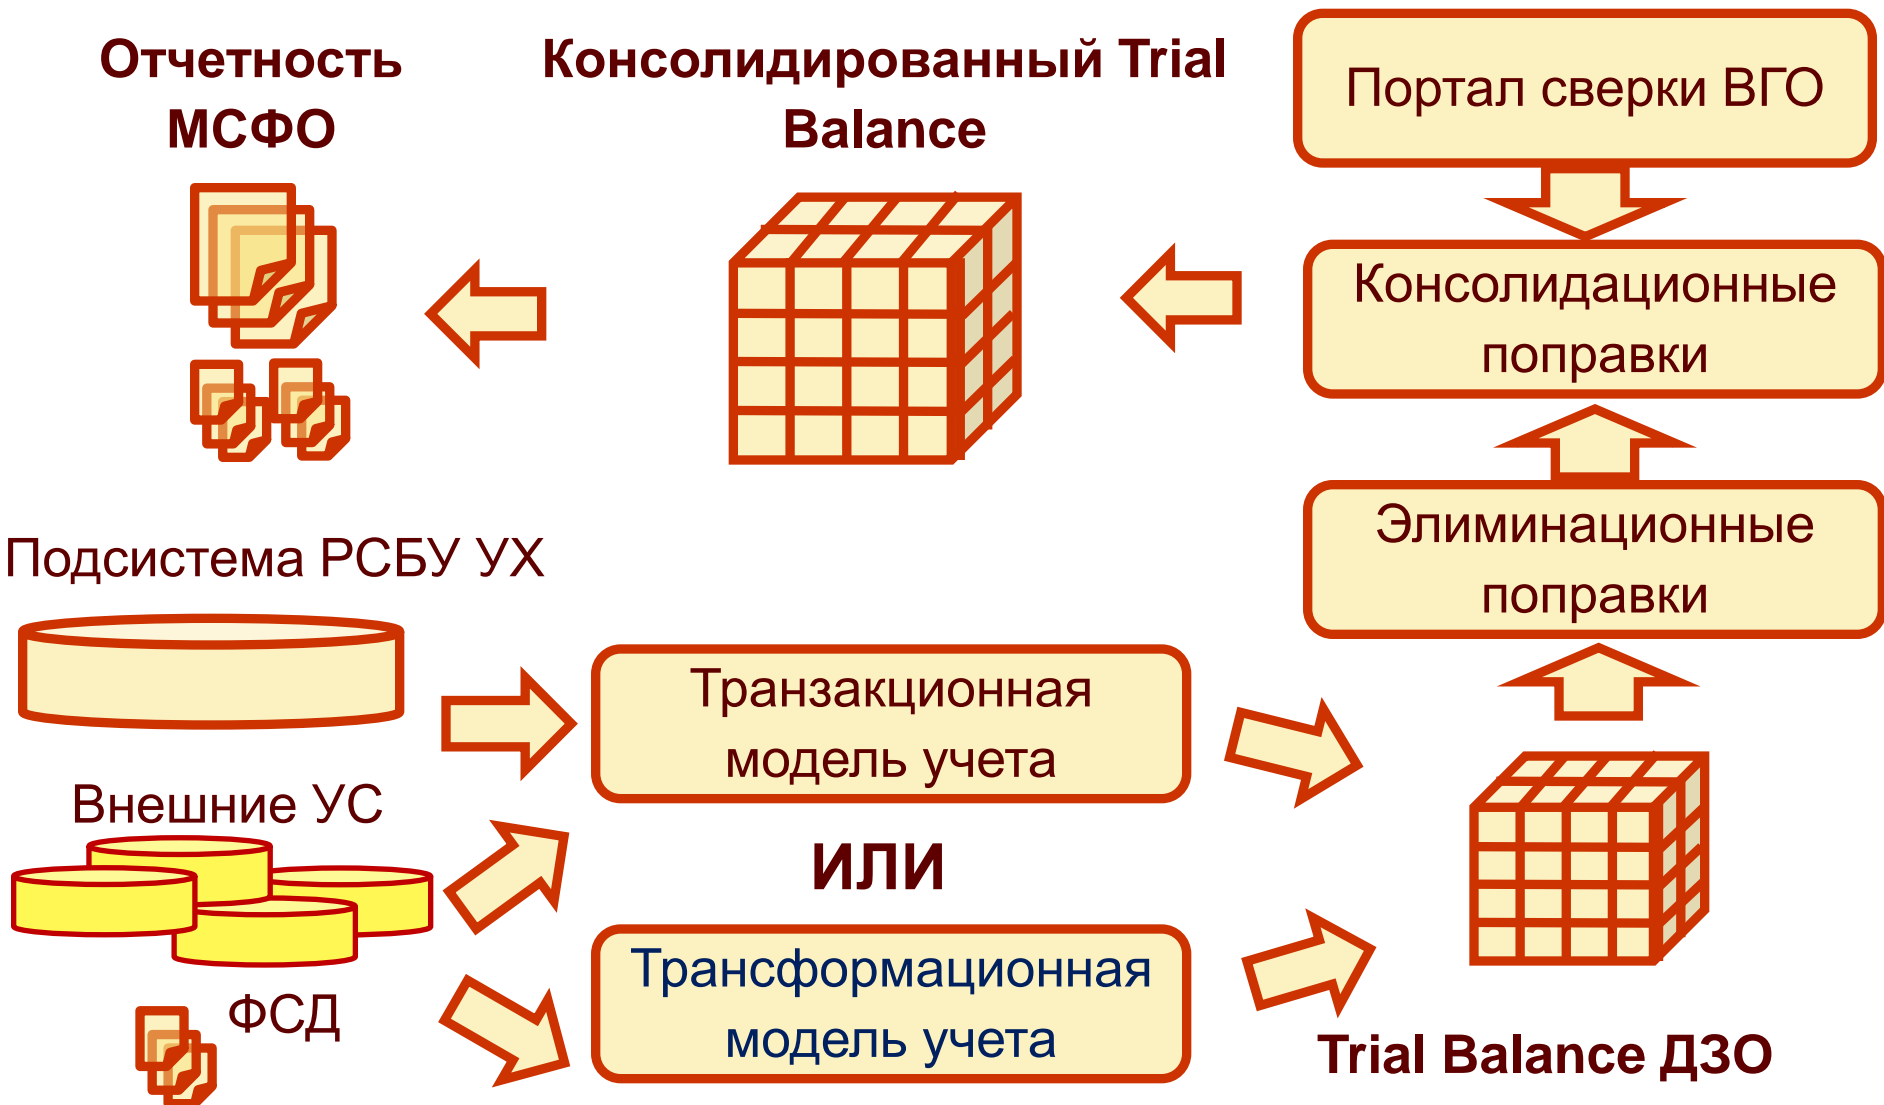 Отчетность
МСФО
Консолидированный Trial
Balance
Портал сверки ВГО
Консолидационные
поправки
Элиминационные
поправки
Подсистема РСБУ УХ
Транзакционная
модель учета
Внешние УС
ИЛИ
Трансформационная
модель учета
ФСД
Trial Balance ДЗО